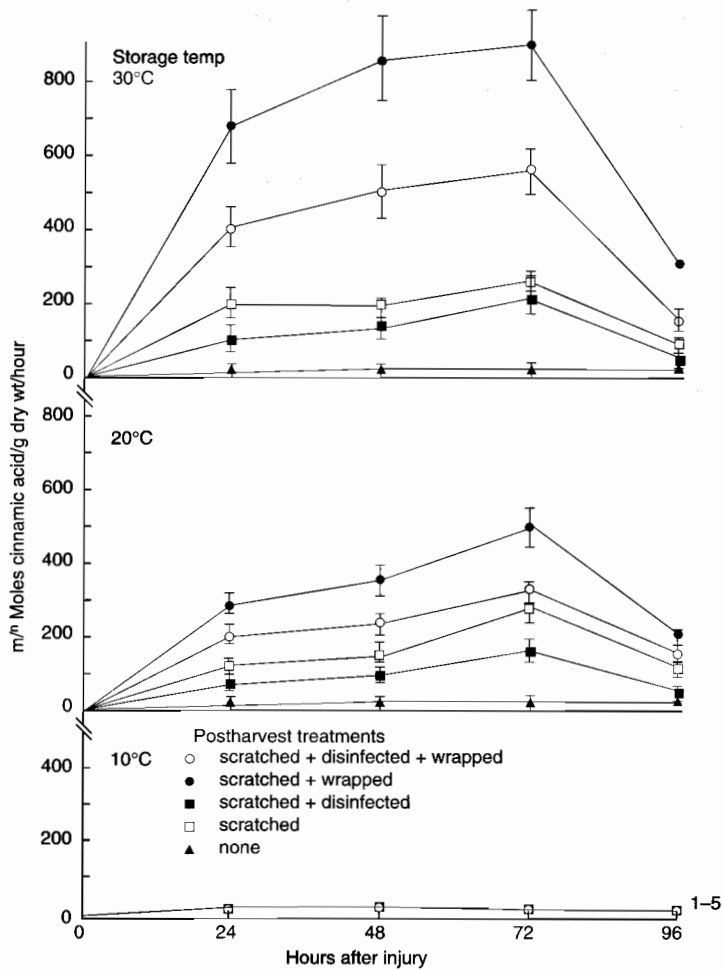 Storage temp
30°C
800
600
400
200
0
800
20°C
600
400
200
0
Postharvest treatments
10°C
scratched + disinfected + wrapped
scratched + wrapped
scratched + disinfected
scratched
none
400
200
0
1–5
0 24 48 72 96
Hours after injury
m/n Moles cinnamic acid/g dry wt/hour